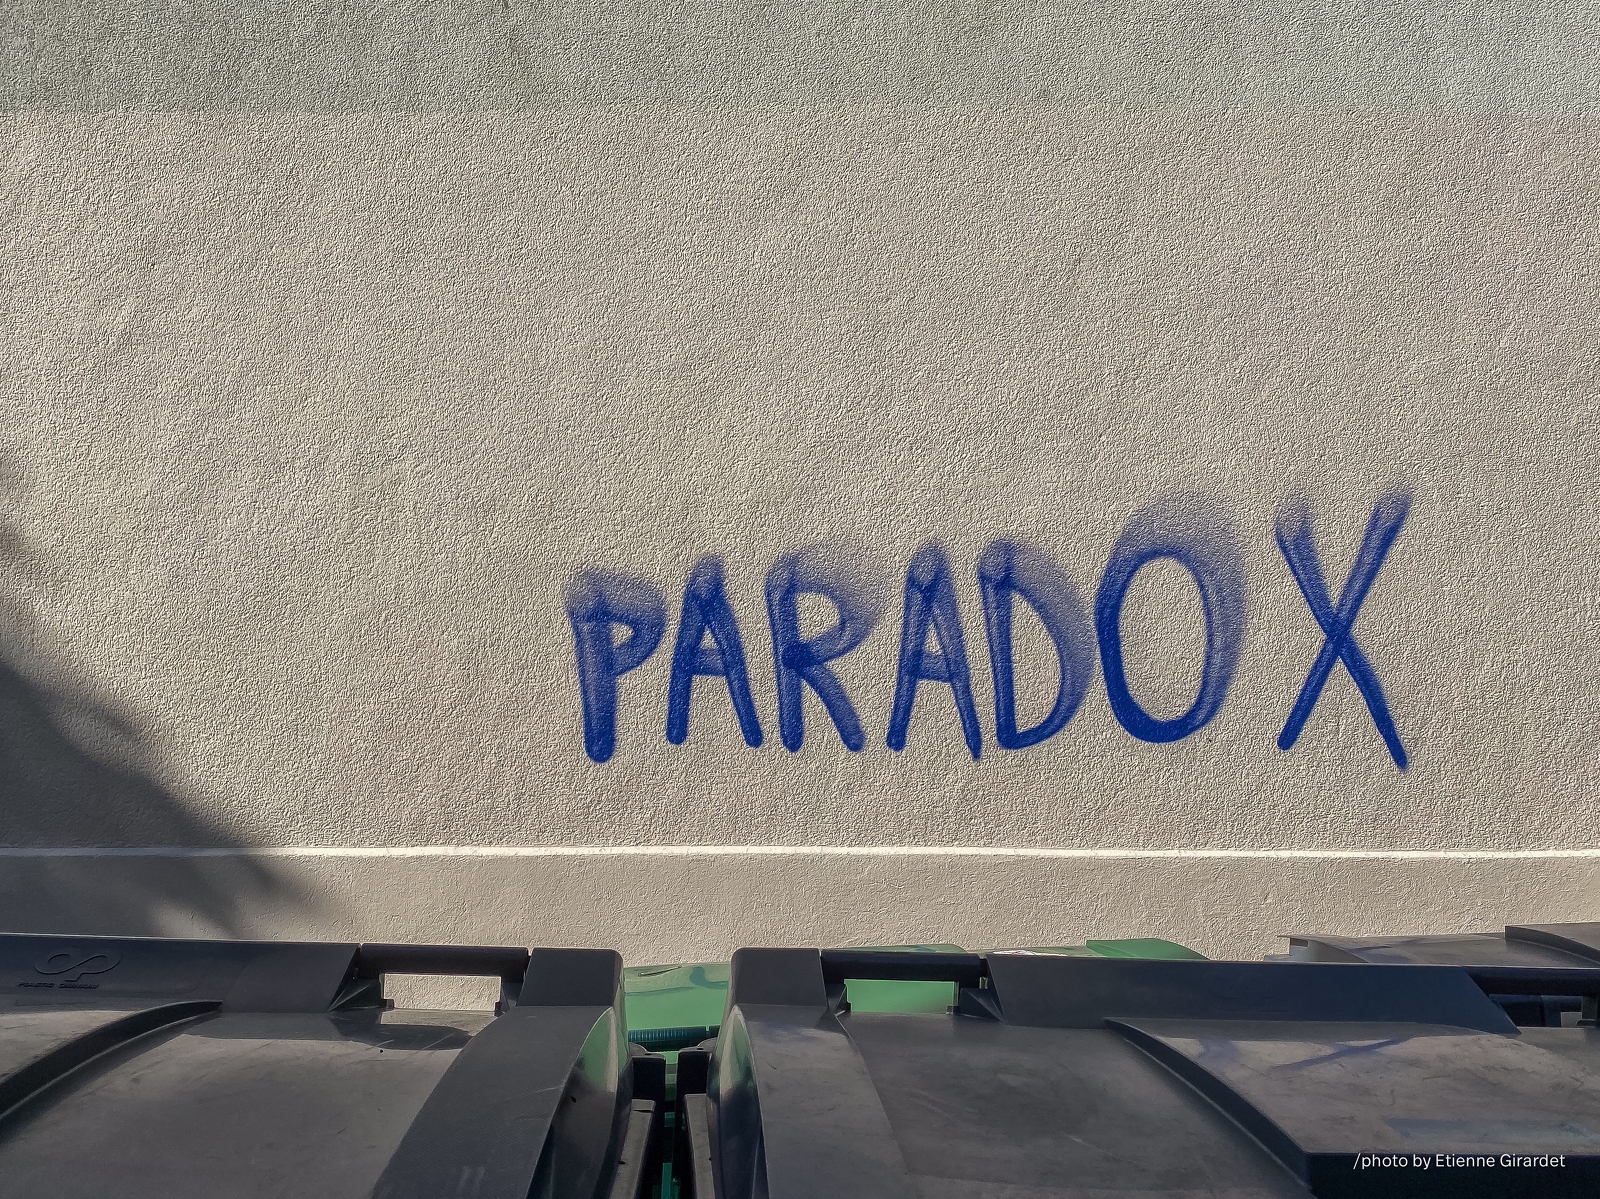 PARADOX
/photo by Etienne Girardet